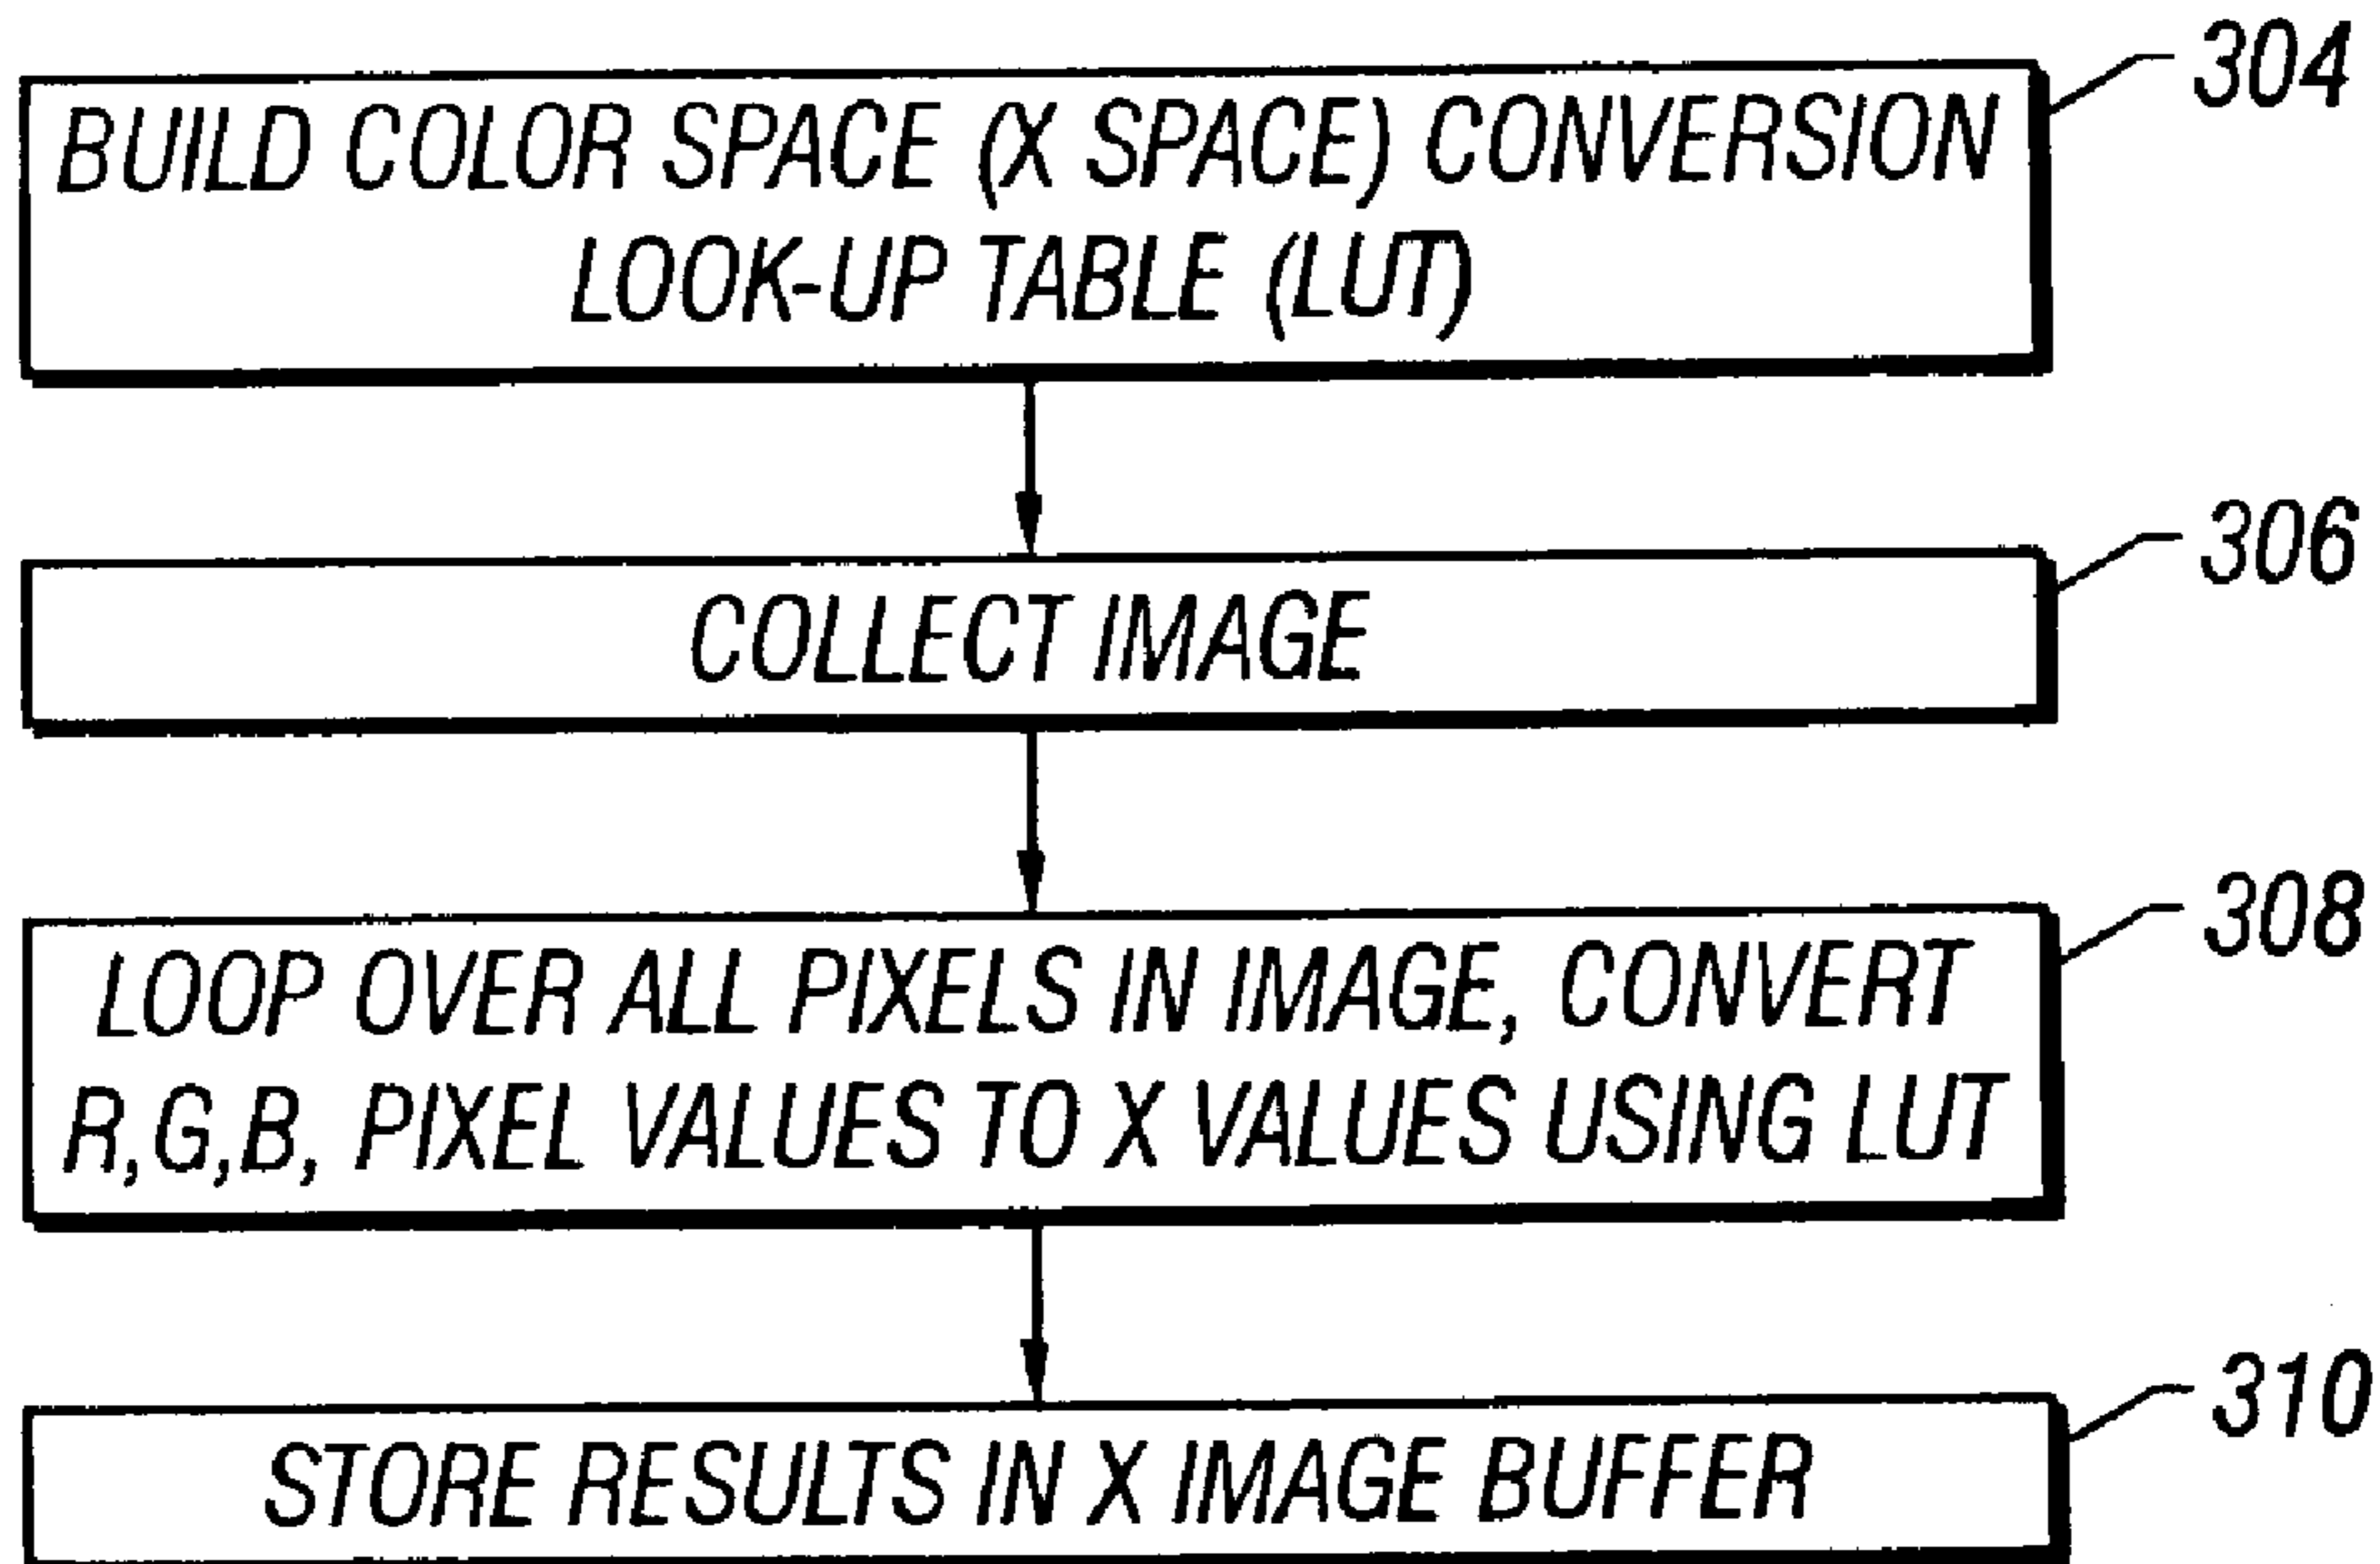 304
BUILD COLOR SPACE (X SPACE) CONVERSION
LOOK-UP TABLE (LUT)
306
COLLECT IMAGE
308
LOOP OVER ALL PIXELS IN IMAGE, CONVERT
R,G,B, PIXEL VALUES TO X VALUES USING LUT
310
STORE RESULTS IN X IMAGE BUFFER